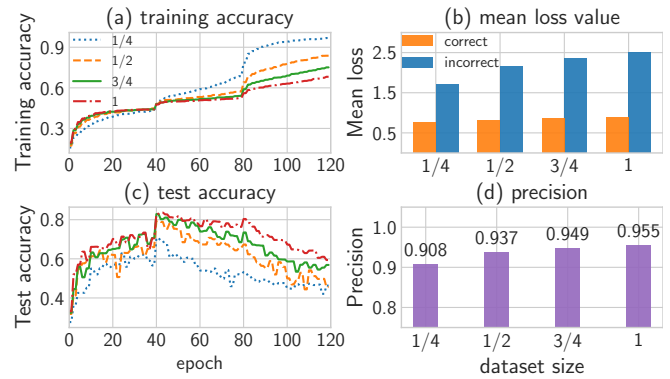 (a) training accuracy
Training accuracy
0.9
0.6
0.3
1/4
1/2
3/4
1
0 20 40 60 80 100 120
(b) mean loss value
Mean loss
2.5
1.5
0.5
correct
incorrect
1/4 1/2 3/4 1
(c) test accuracy
Test accuracy
0.8
0.6
0.4
0 20 40 60 80 100 120
epoch
(d) precision
Precision
1.0
0.9
0.8
0.908 0.937 0.949 0.955
1/4 1/2 3/4 1
dataset size